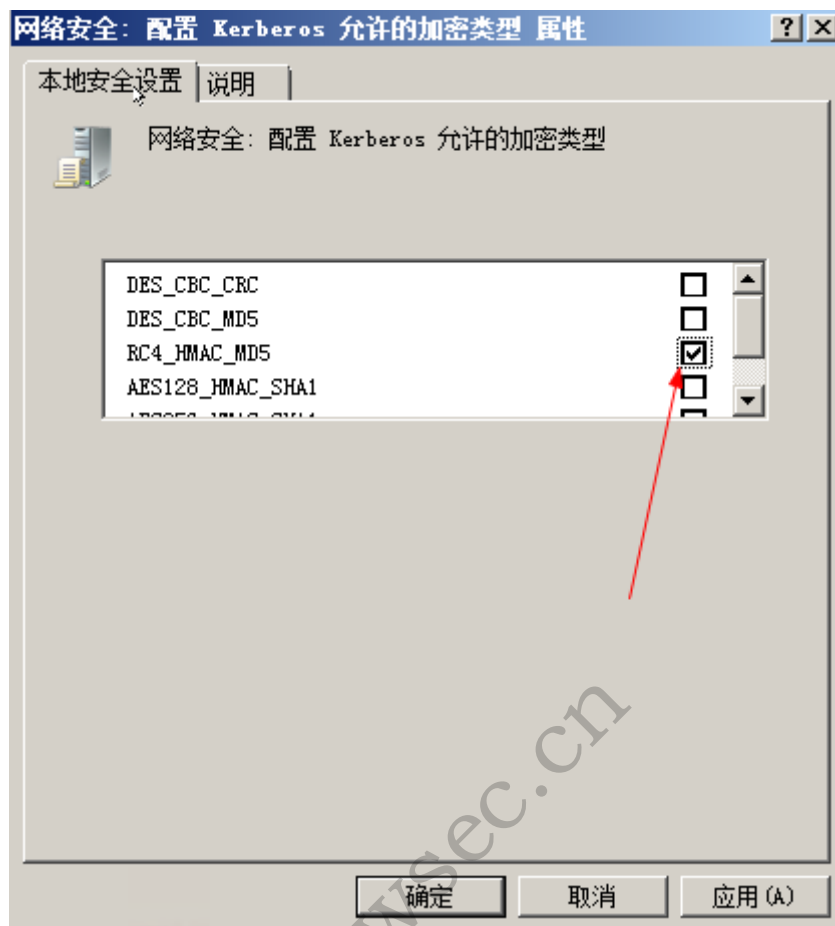 网络安全: 配置 Kerberos 允许的加密类型 属性
本地安全设置 说明
网络安全: 配置 Kerberos 允许的加密类型
DES_CBC_CRC
DES_CBC_MD5
RC4_HMAC_MD5
AES128_HMAC_SHA1
确定 取消 应用(A)